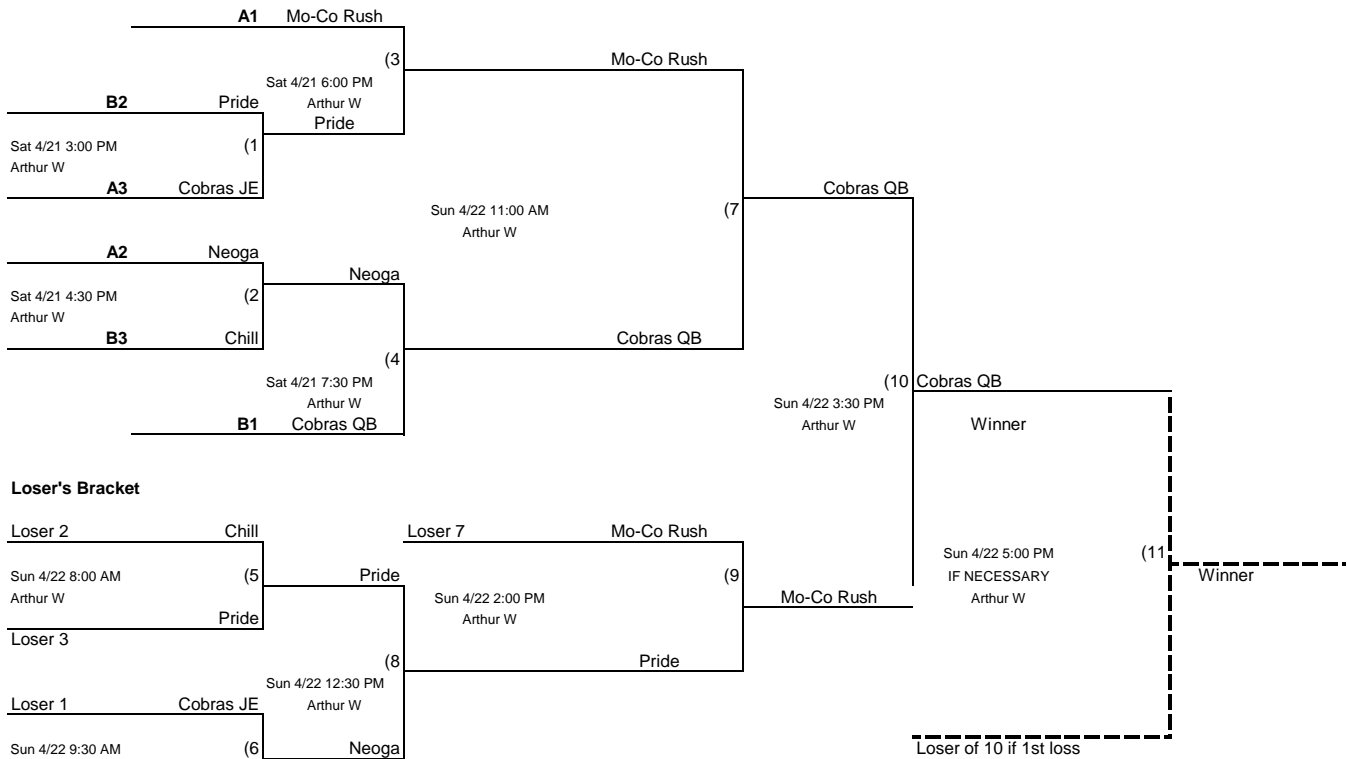 A1 Mo-Co Rush
(3 Mo-Co Rush
Sat 4/21 6:00 PM
B2 Pride Arthur W
Pride
Sat 4/21 3:00 PM (1
Arthur W
A3 Cobras JE Cobras QB
Sun 4/22 11:00 AM (7
Arthur W
A2 Neoga
Neoga
Sat 4/21 4:30 PM (2
Arthur W
B3 Chill Cobras QB
(4
Sat 4/21 7:30 PM (10 Cobras QB
Arthur W Sun 4/22 3:30 PM
B1 Cobras QB Arthur W Winner
Loser's Bracket
Loser 2 Chill Loser 7 Mo-Co Rush
Sun 4/22 5:00 PM (11
Sun 4/22 8:00 AM (5 Pride (9 IF NECESSARY Winner
Arthur W Sun 4/22 2:00 PM Mo-Co Rush Arthur W
Pride Arthur W
Loser 3
(8 Pride
Sun 4/22 12:30 PM
Loser 1 Cobras JE Arthur W
Sun 4/22 9:30 AM (6 Neoga Loser of 10 if 1st loss